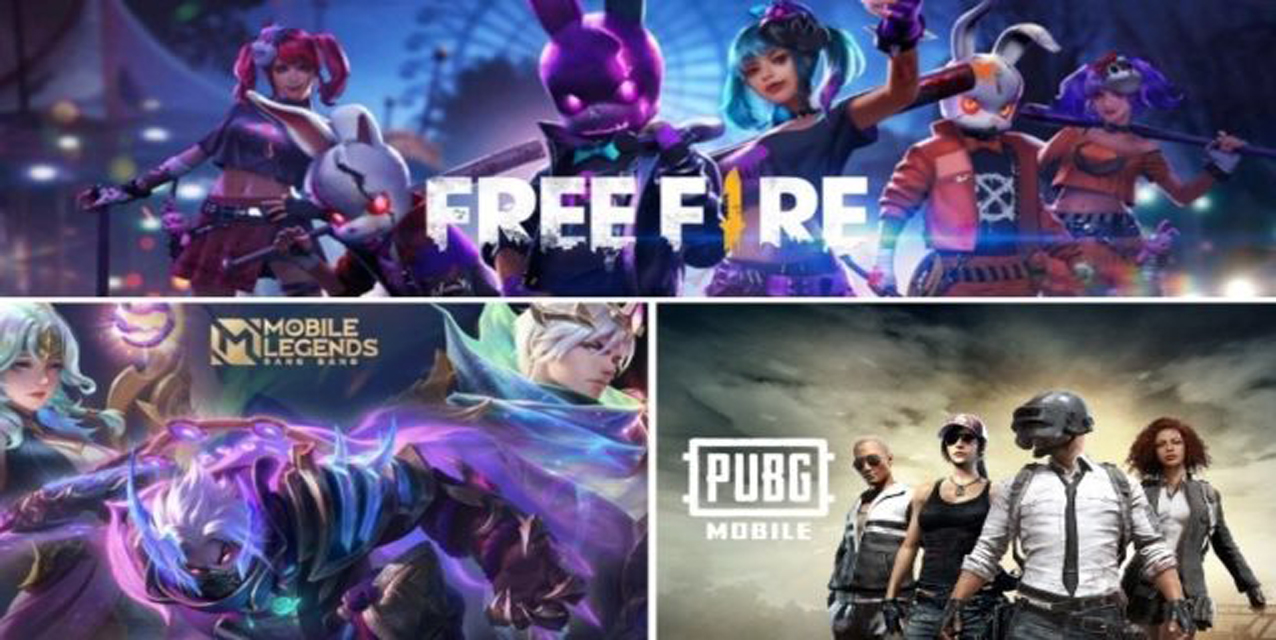 FREE FIRE
MOBILE
LEGENDS
BANG BANG
PUBG
MOBILE